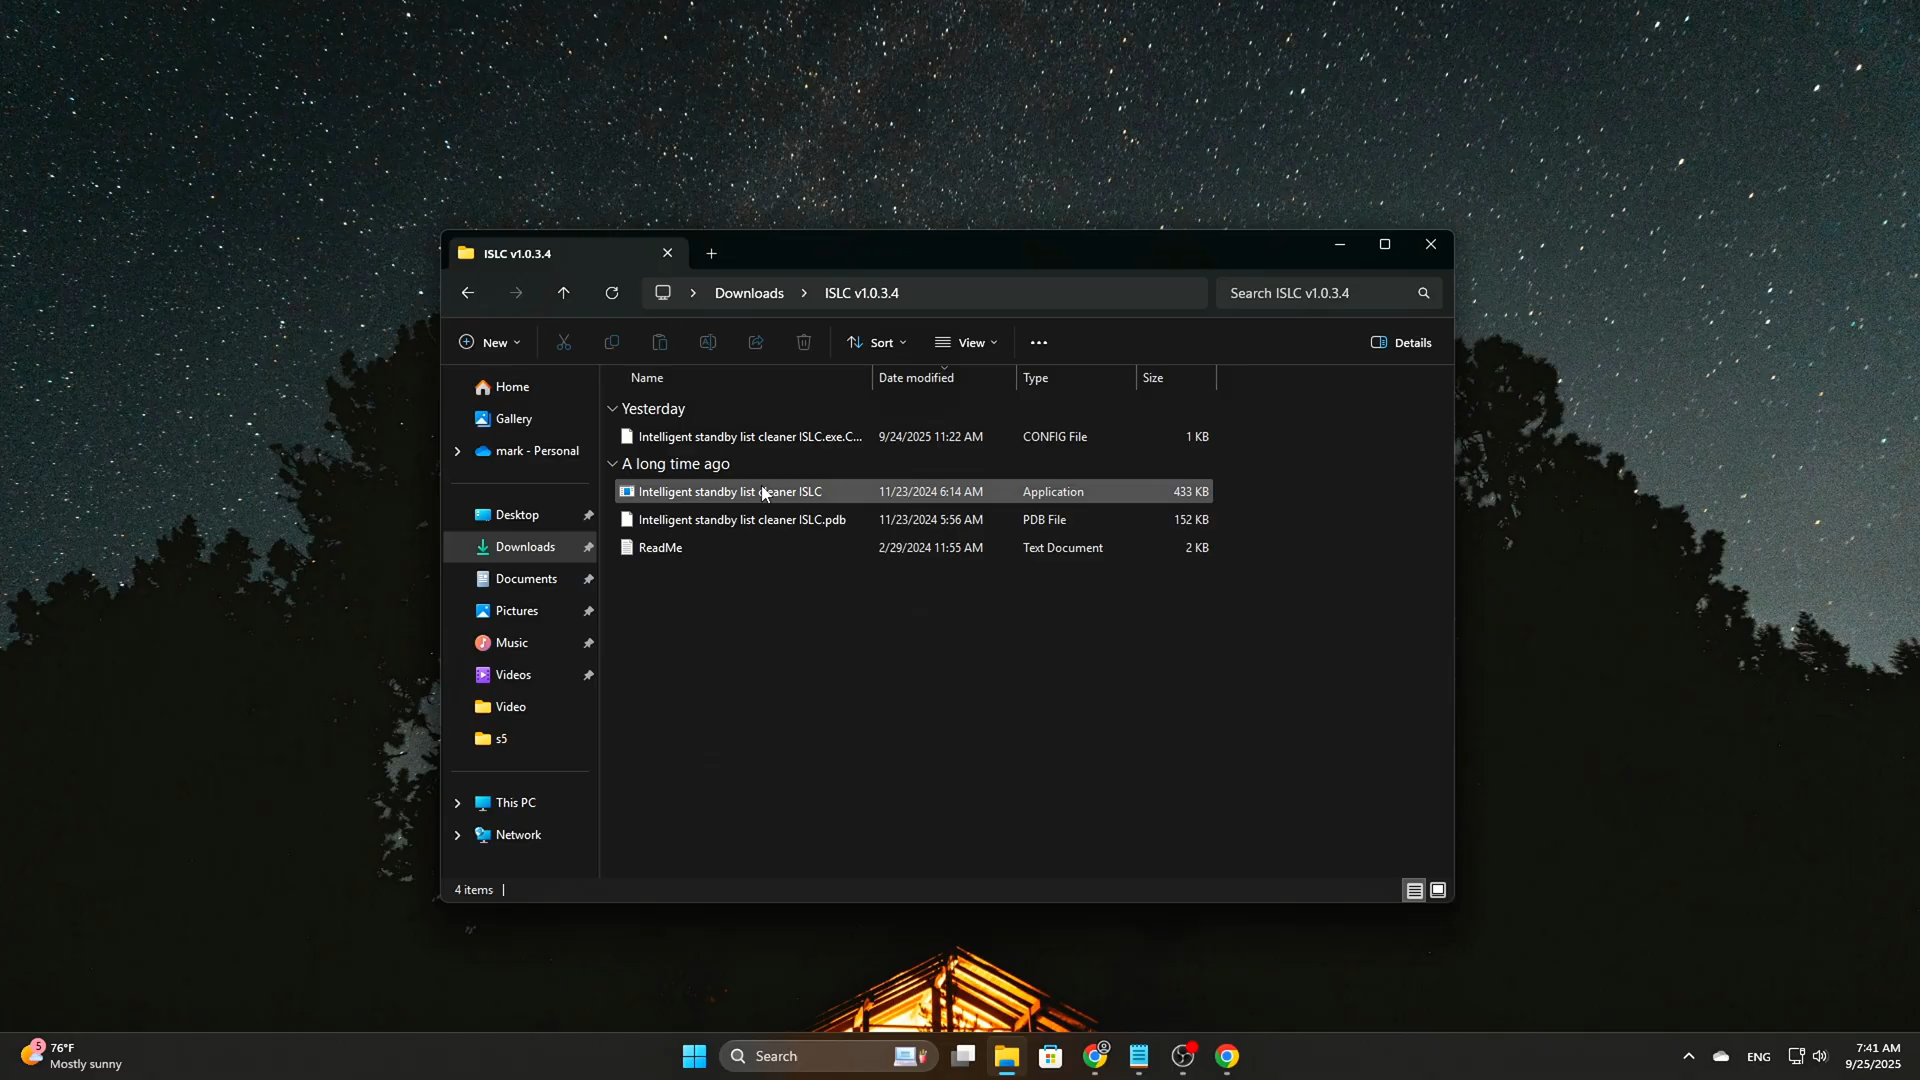 ISLC v1.0.3.4
Downloads
ISLC v1.0.3.4
Search ISLC v1.0.3.4
New
Sort
View
Details
Home
Gallery
mark - Personal
Desktop
Downloads
Documents
Pictures
Music
Videos
Video
s5
This PC
Network
Name Date modified Type Size
Yesterday
Intelligent standby list cleaner ISLC.exe.C... 9/24/2025 11:22 AM CONFIG File 1 KB
A long time ago
Intelligent standby list cleaner ISLC 11/23/2024 6:14 AM Application 433 KB
Intelligent standby list cleaner ISLC.pdb 11/23/2024 5:56 AM PDB File 152 KB
ReadMe 2/29/2024 11:55 AM Text Document 2 KB
4 items
5
76°F
Mostly sunny
Search
ENG
7:41 AM
9/25/2025